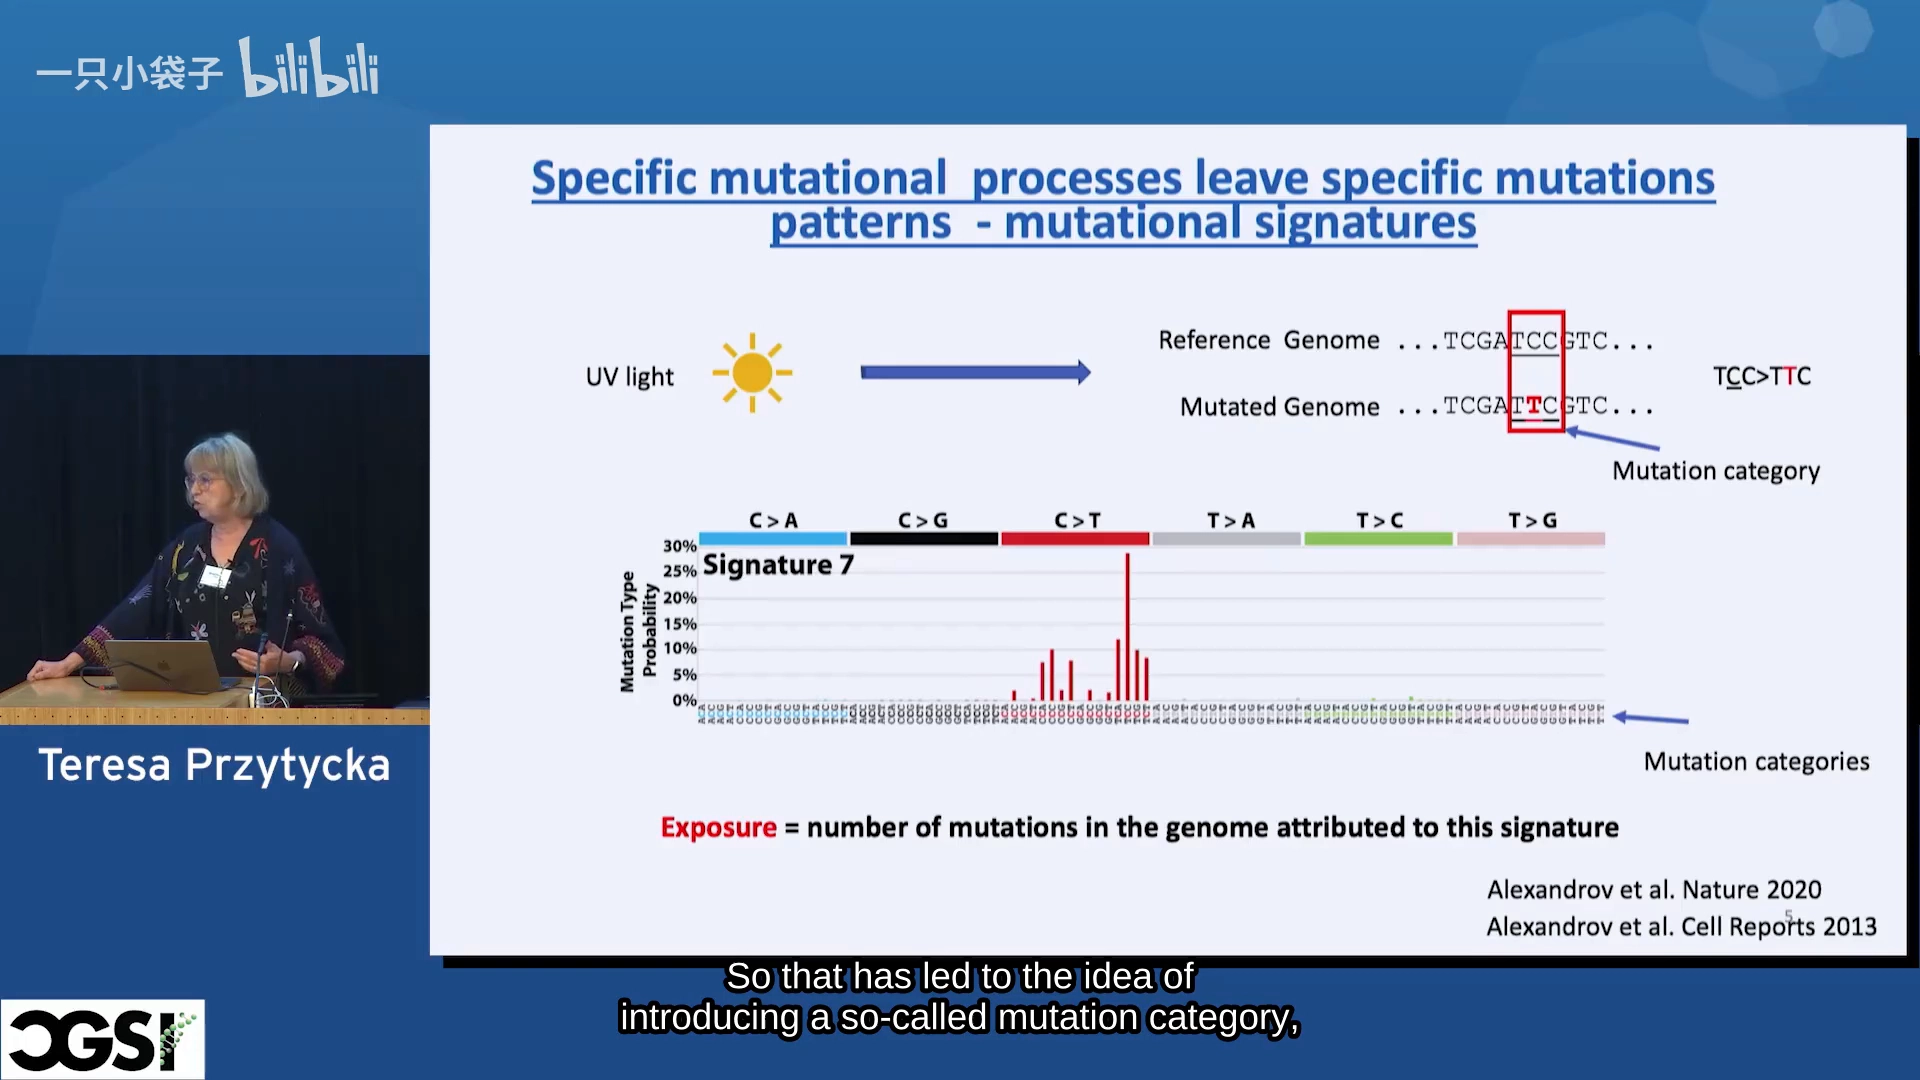 一只小袋子 bilibili
Specific mutational processes leave specific mutations
patterns - mutational signatures
UV light
Reference Genome ...TCGATCCGTC...
Mutated Genome ...TCGATTCGTC...
TCC>TTC
Mutation category
C > A C > G C > T T > A T > C T > G
Signature 7
Mutation Type
Probability
30%
25%
20%
15%
10%
5%
0%
Mutation categories
Exposure = number of mutations in the genome attributed to this signature
Alexandrov et al. Nature 2020
5
Alexandrov et al. Cell Reports 2013
Teresa Przytycka
So that has led to the idea of
introducing a so-called mutation category,
CGSI